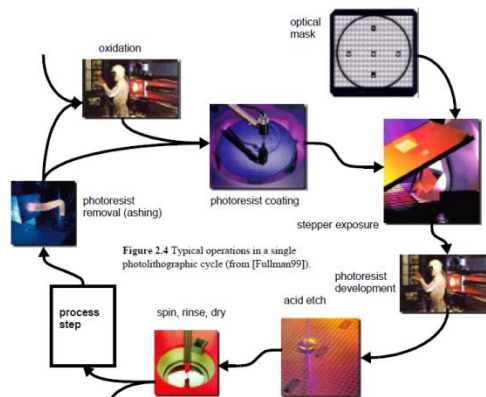 optical
mask
oxidation
photoresist
removal (ashing)
photoresist coating
stepper exposure
Figure 2.4 Typical operations in a single
photolithographic cycle (from [Fullman99]).
photoresist
development
acid etch
spin, rinse, dry
process
step